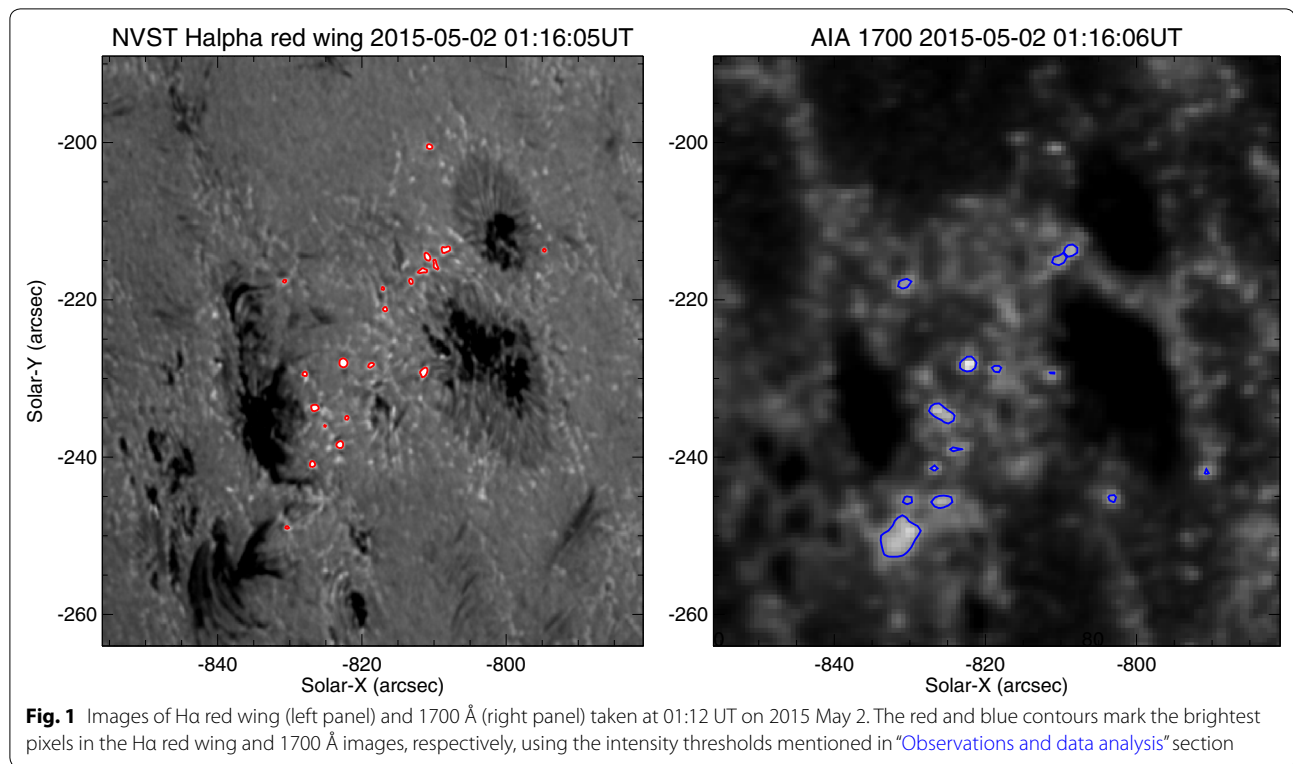 NVST Halpha red wing 2015-05-02 01:16:05UT
AIA 1700 2015-05-02 01:16:06UT
Solar-Y (arcsec)
-200
-220
-240
-260
-840
-820
-800
Solar-X (arcsec)
-200
-220
-240
-260
0
80
-840
-820
-800
Solar-X (arcsec)
Fig. 1 Images of Hα red wing (left panel) and 1700 Å (right panel) taken at 01:12 UT on 2015 May 2. The red and blue contours mark the brightest
pixels in the Hα red wing and 1700 Å images, respectively, using the intensity thresholds mentioned in “Observations and data analysis” section